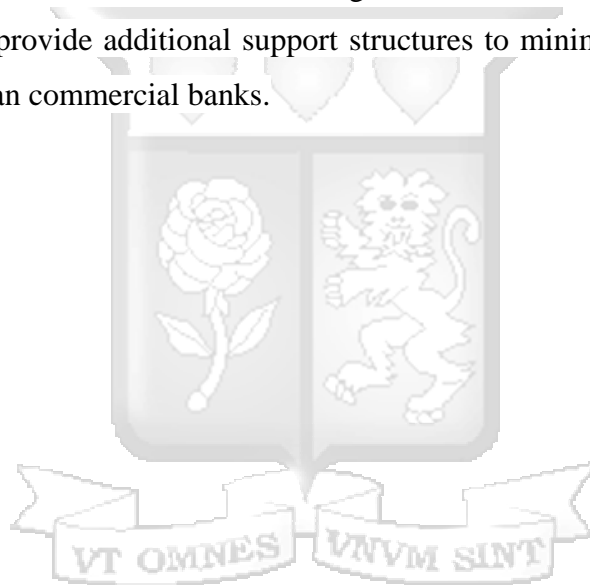 provide additional support structures to minim
an commercial banks.
VT OMNES VNVM SINT